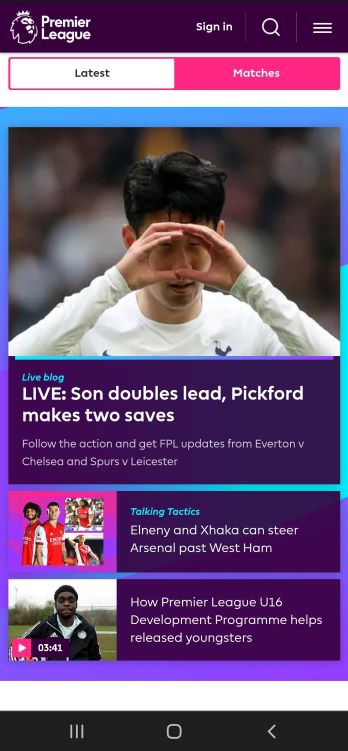 Premier
League
Sign in
Latest
Matches
Live blog
LIVE: Son doubles lead, Pickford
makes two saves
Follow the action and get FPL updates from Everton v
Chelsea and Spurs v Leicester
Talking Tactics
Elneny and Xhaka can steer
Arsenal past West Ham
How Premier League U16
Development Programme helps
released youngsters
03:41